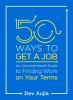 50
WAYS TO
GET A JOB
An Unconventional Guide
to Finding Work
on Your Terms
Dev Aujla